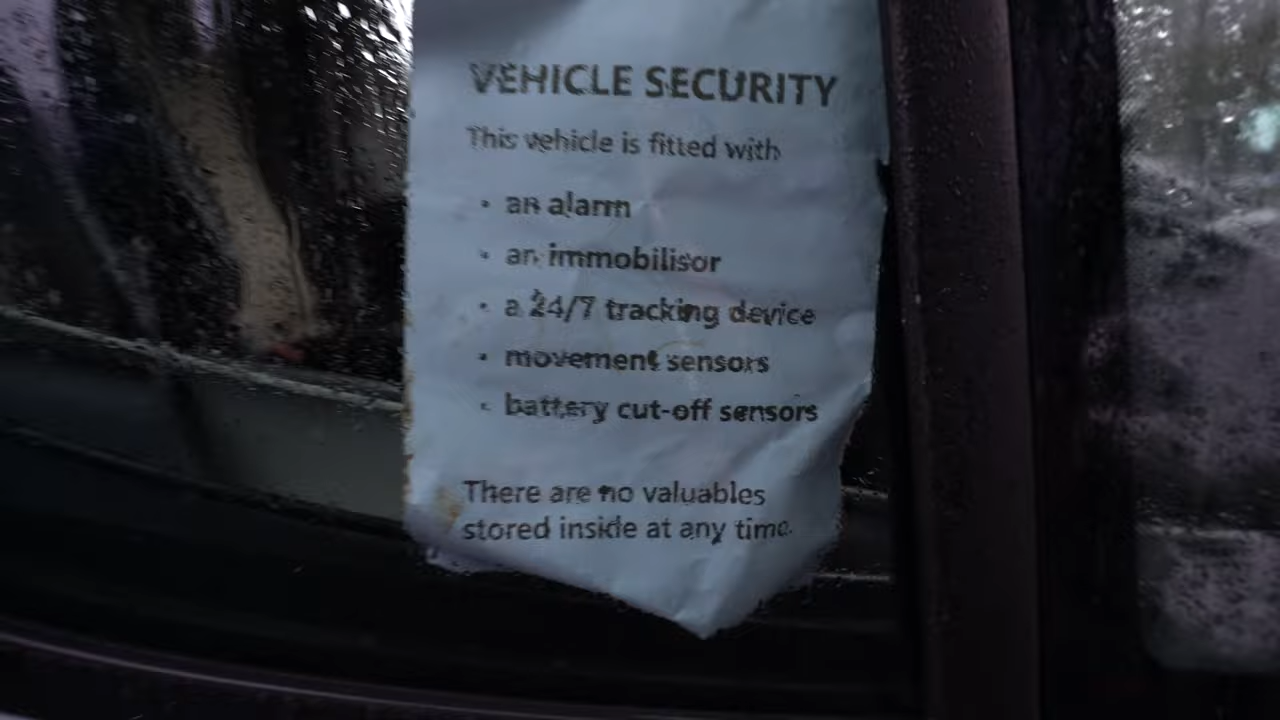 VEHICLE SECURITY
This vehicle is fitted with
· an alarm
· an immobilisor
· a 24/7 tracking device
· movement sensors
· battery cut-off sensors
There are no valuables
stored inside at any time.